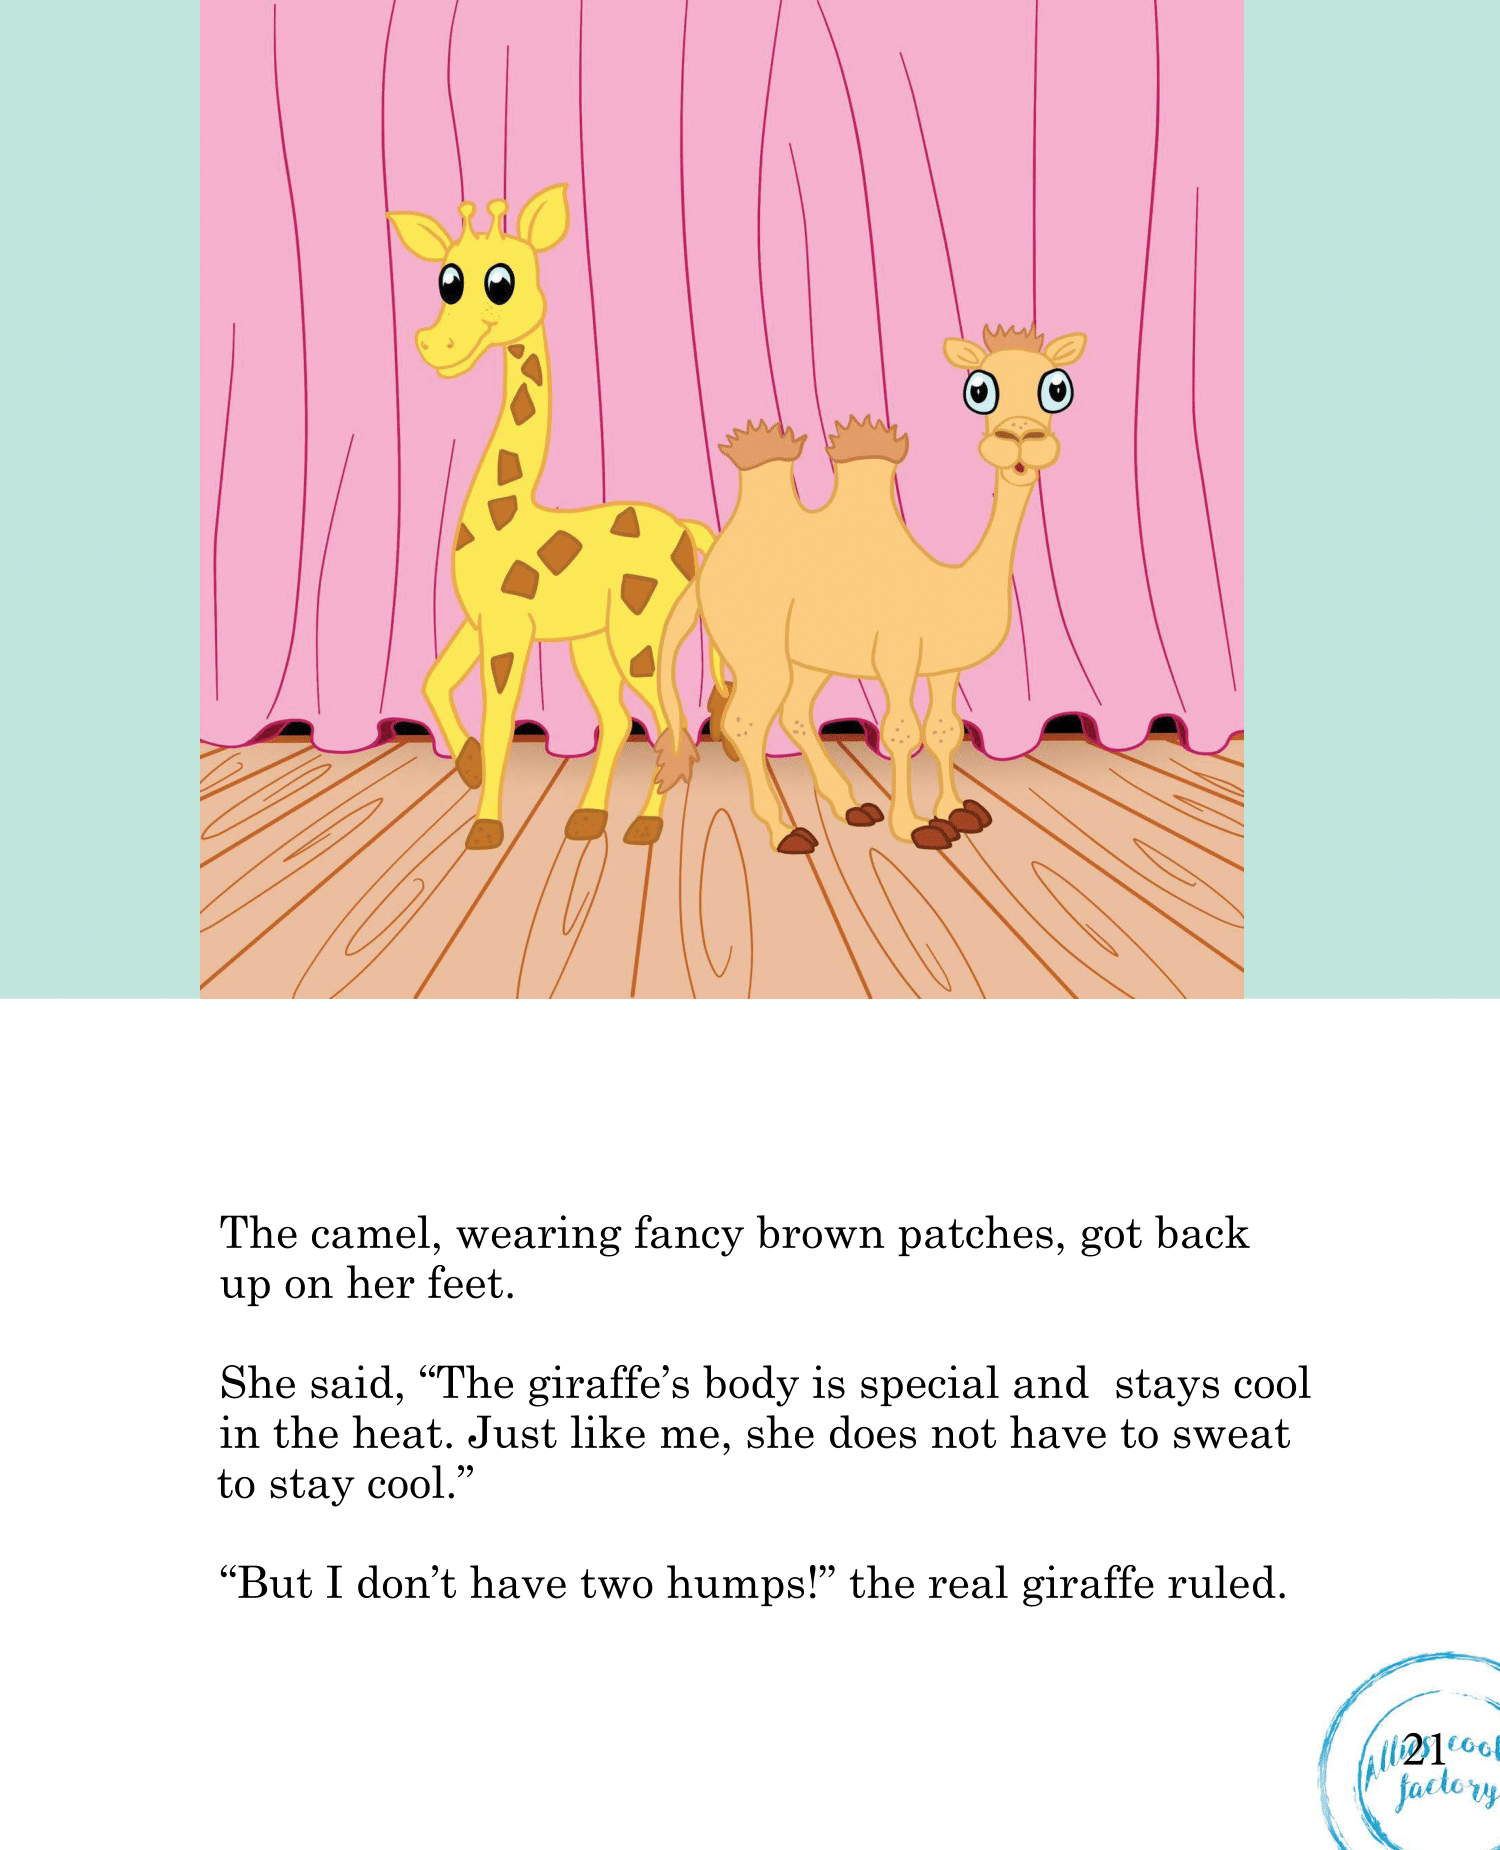 The camel, wearing fancy brown patches, got back
up on her feet.
She said, “The giraffe’s body is special and  stays cool
in the heat. Just like me, she does not have to sweat
to stay cool.”
“But I don’t have two humps!” the real giraffe ruled.
21
factory